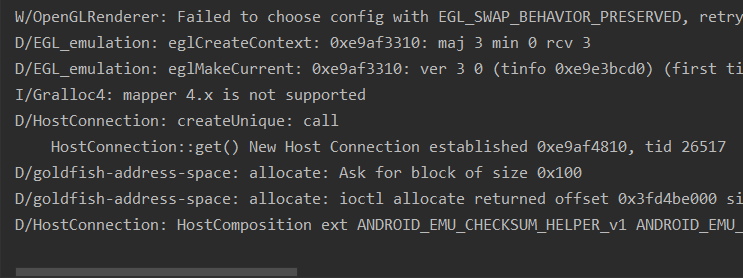 W/OpenGLRenderer: Failed to choose config with EGL_SWAP_BEHAVIOR_PRESERVED, retry
D/EGL_emulation: eglCreateContext: 0xe9af3310: maj 3 min 0 rcv 3
D/EGL_emulation: eglMakeCurrent: 0xe9af3310: ver 3 0 (tinfo 0xe9e3bcd0) (first ti
I/Gralloc4: mapper 4.x is not supported
D/HostConnection: createUnique: call
HostConnection::get() New Host Connection established 0xe9af4810, tid 26517
D/goldfish-address-space: allocate: Ask for block of size 0x100
D/goldfish-address-space: allocate: ioctl allocate returned offset 0x3fd4be000 si
D/HostConnection: HostComposition ext ANDROID_EMU_CHECKSUM_HELPER_v1 ANDROID_EMU_